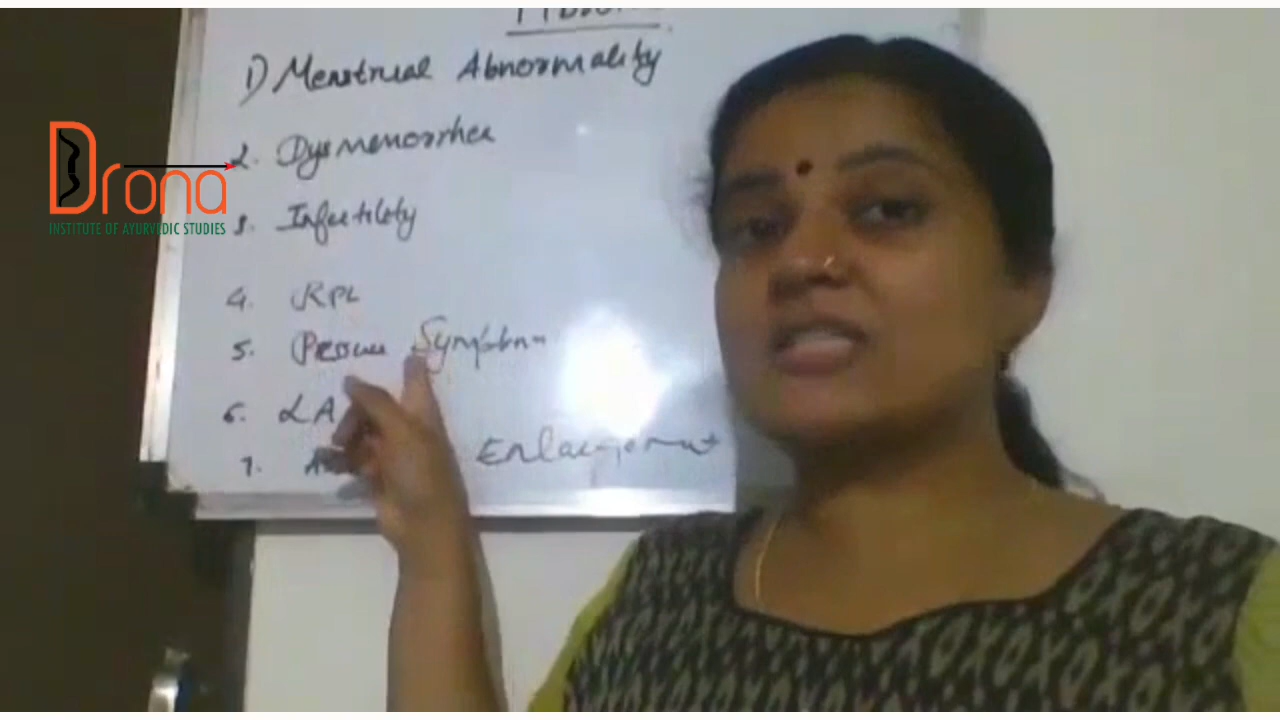 1) Menstrual Abnormality
2. Dysmenorrhea
3. Infertility
4. RPL
5. Pressure Symptoms
6. LA
7. Enlargement
Drona
INSTITUTE OF AYURVEDIC STUDIES